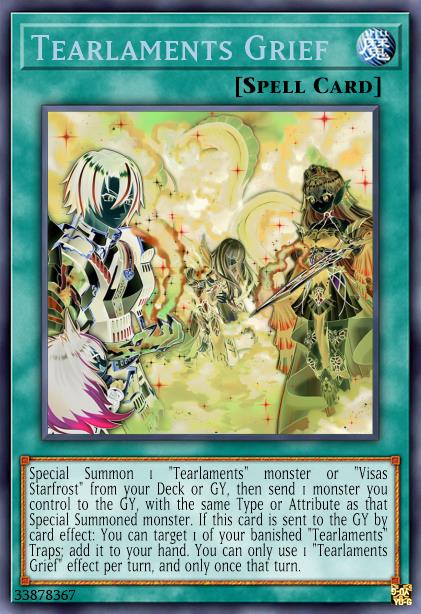 Tearlaments Grief
魔
[Spell Card]
Special Summon 1 "Tearlaments" monster or "Visas
Starfrost" from your Deck or GY, then send 1 monster you
control to the GY, with the same Type or Attribute as that
Special Summoned monster. If this card is sent to the GY by
card effect: You can target 1 of your banished "Tearlaments"
Traps; add it to your hand. You can only use 1 "Tearlaments
Grief" effect per turn, and only once that turn.
33878367